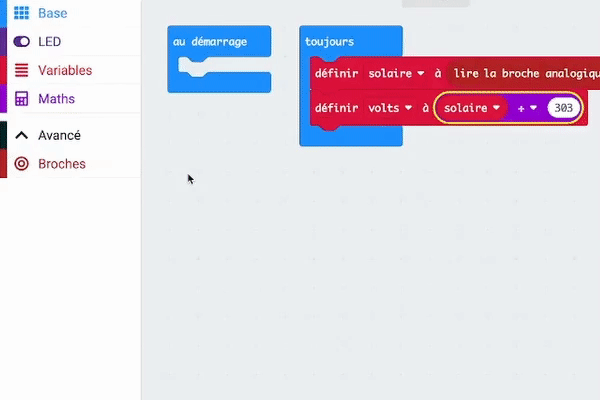 Base
LED
Variables
Maths
Avancé
Broches
au démarrage
toujours
définir solaire à lire la broche analogiqu
définir volts à solaire ÷ 303